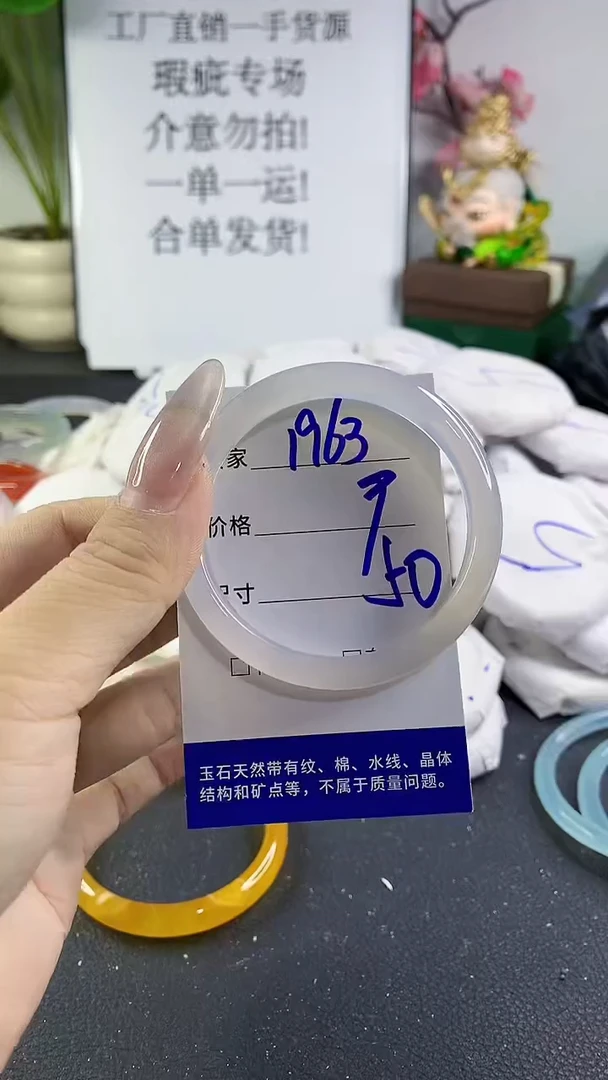 工厂直销一手货源
瑕疵专场
介意勿拍!
一单一运!
合单发货!
家 1963
价格
寸 50
玉石天然带有纹、棉、水线、晶体
结构和矿点等，不属于质量问题。